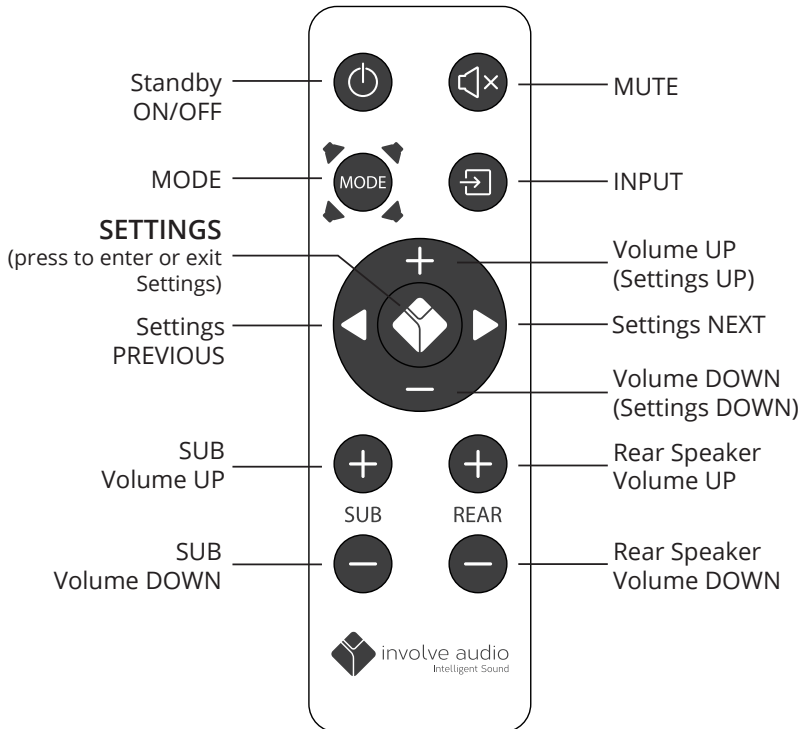 Standby
ON/OFF
MUTE
MODE
MODE
INPUT
SETTINGS
(press to enter or exit
Settings)
Volume UP
(Settings UP)
Settings
PREVIOUS
Settings NEXT
Volume DOWN
(Settings DOWN)
SUB
Volume UP
Rear Speaker
Volume UP
SUB
REAR
SUB
Volume DOWN
Rear Speaker
Volume DOWN
involve audio
Intelligent Sound